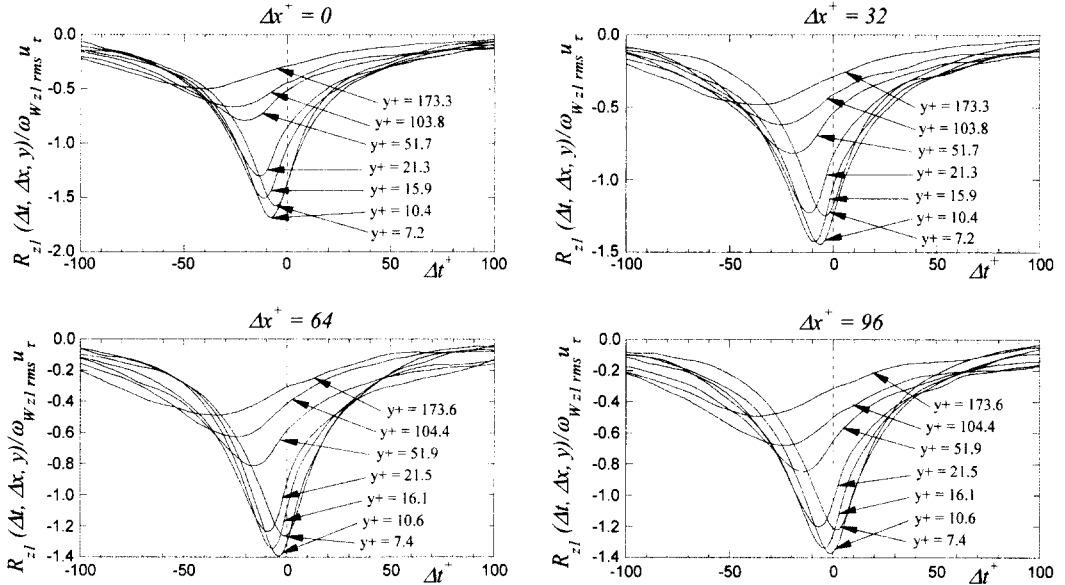 Δx⁺ = 0
R_z1 (Δt, Δx, y)/ω_Wz1 rms u_τ
0.0
-0.5
-1.0
-1.5
-2.0
y+ = 173.3
y+ = 103.8
y+ = 51.7
y+ = 21.3
y+ = 15.9
y+ = 10.4
y+ = 7.2
-100
-50
0
50
100
Δt⁺
Δx⁺ = 32
R_z1 (Δt, Δx, y)/ω_Wz1 rms u_τ
0.0
-0.5
-1.0
-1.5
y+ = 173.3
y+ = 103.8
y+ = 51.7
y+ = 21.3
y+ = 15.9
y+ = 10.4
y+ = 7.2
-100
-50
0
50
100
Δt⁺
Δx⁺ = 64
R_z1 (Δt, Δx, y)/ω_Wz1 rms u_τ
0.0
-0.2
-0.4
-0.6
-0.8
-1.0
-1.2
-1.4
y+ = 173.6
y+ = 104.4
y+ = 51.9
y+ = 21.5
y+ = 16.1
y+ = 10.6
y+ = 7.4
-100
-50
0
50
100
Δt⁺
Δx⁺ = 96
R_z1 (Δt, Δx, y)/ω_Wz1 rms u_τ
0.0
-0.2
-0.4
-0.6
-0.8
-1.0
-1.2
-1.4
y+ = 173.6
y+ = 104.4
y+ = 51.9
y+ = 21.5
y+ = 16.1
y+ = 10.6
y+ = 7.4
-100
-50
0
50
100
Δt⁺